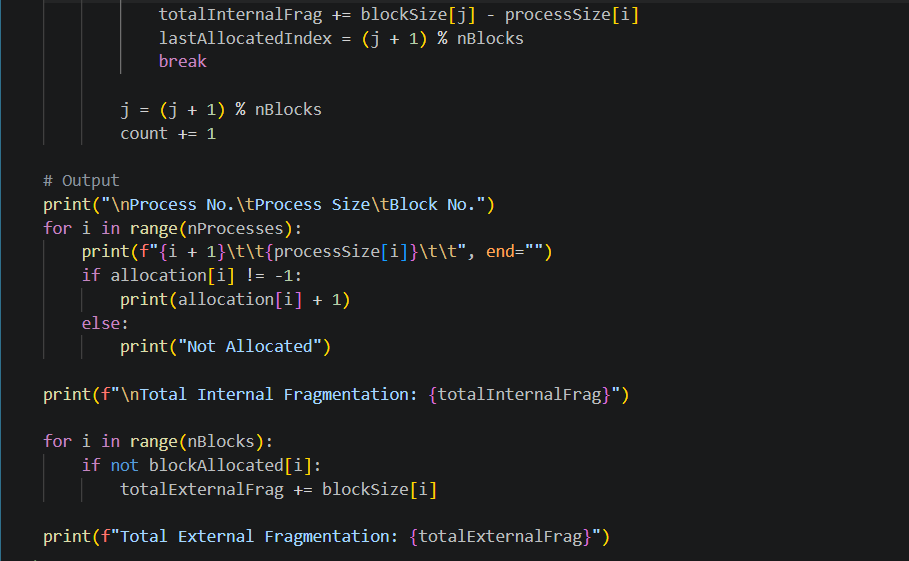 totalInternalFrag += blockSize[j] - processSize[i]
            lastAllocatedIndex = (j + 1) % nBlocks
            break

        j = (j + 1) % nBlocks
        count += 1

# Output
print("\nProcess No.\tProcess Size\tBlock No.")
for i in range(nProcesses):
    print(f"{i + 1}\t\t{processSize[i]}\t\t", end="")
    if allocation[i] != -1:
        print(allocation[i] + 1)
    else:
        print("Not Allocated")

print(f"\nTotal Internal Fragmentation: {totalInternalFrag}")

for i in range(nBlocks):
    if not blockAllocated[i]:
        totalExternalFrag += blockSize[i]

print(f"Total External Fragmentation: {totalExternalFrag}")